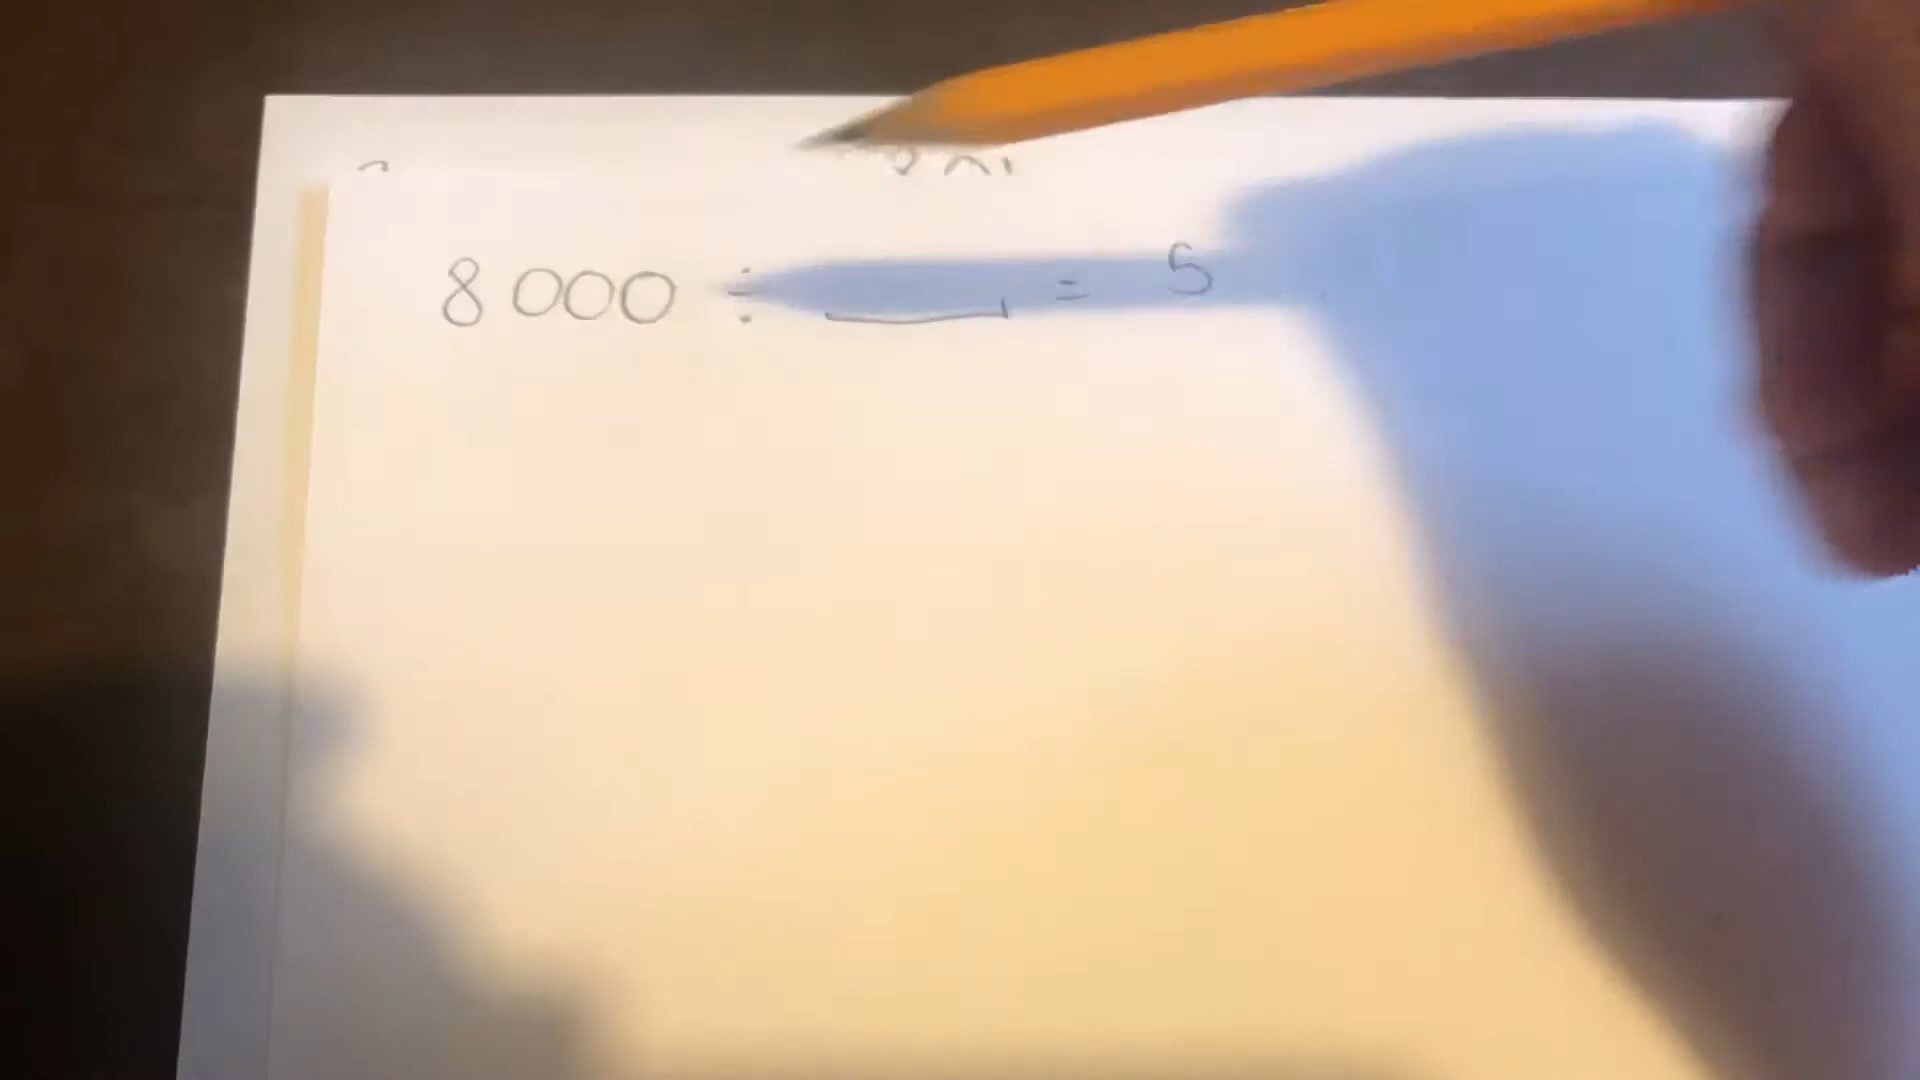 8 000 ÷ ___ = 5